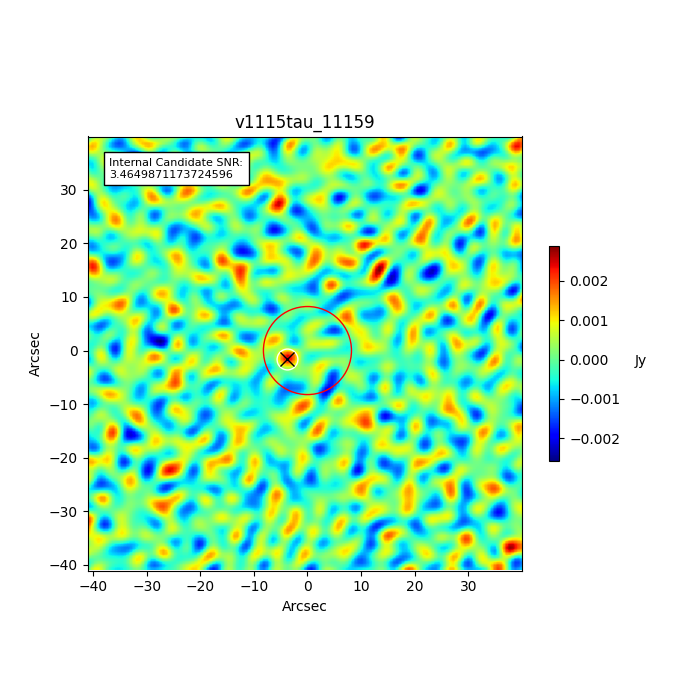 v1115tau_11159
Internal Candidate SNR:
3.4649871173724596
30
20
10
0
−10
−20
−30
−40
Arcsec
−40 −30 −20 −10 0 10 20 30
Arcsec
0.002
0.001
0.000
−0.001
−0.002
Jy